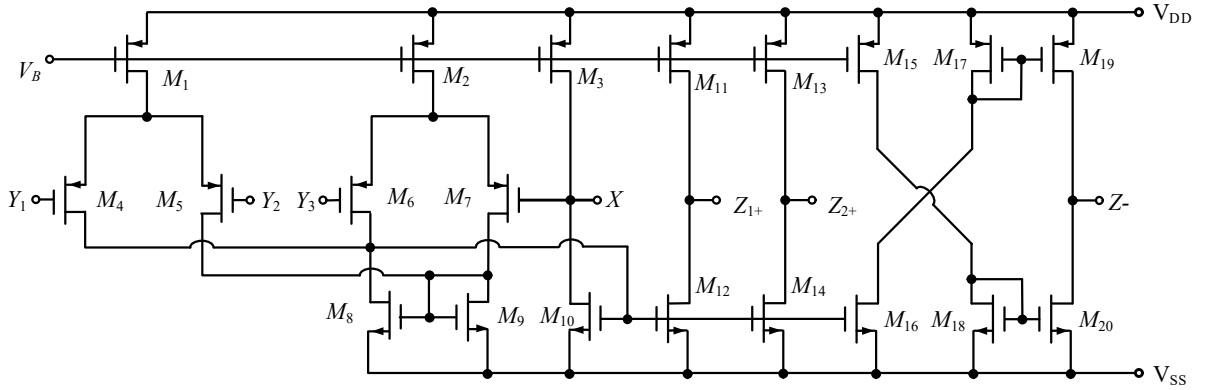 V_DD
V_B
M_1
M_2
M_3
M_11
M_13
M_15
M_17
M_19
Y_1
M_4
M_5
Y_2
Y_3
M_6
M_7
X
Z_1+
Z_2+
Z-
M_8
M_9
M_10
M_12
M_14
M_16
M_18
M_20
V_SS